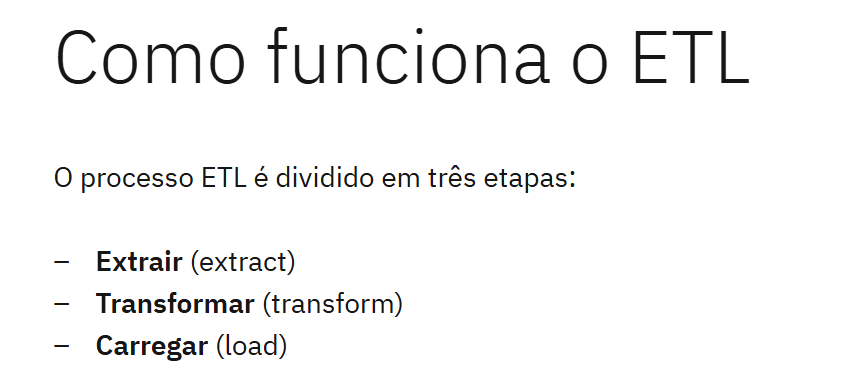 Como funciona o ETL
O processo ETL é dividido em três etapas:
– Extrair (extract)
– Transformar (transform)
– Carregar (load)